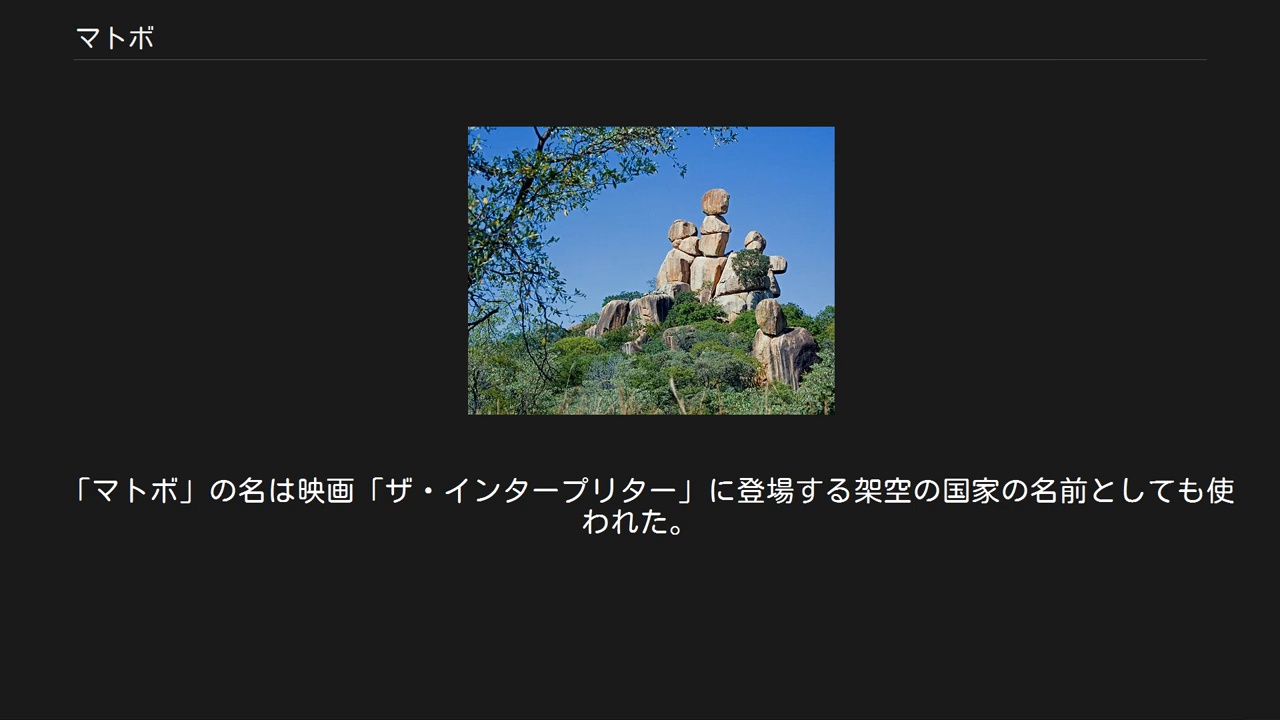 マトボ
「マトボ」の名は映画「ザ・インタープリター」に登場する架空の国家の名前としても使
われた。